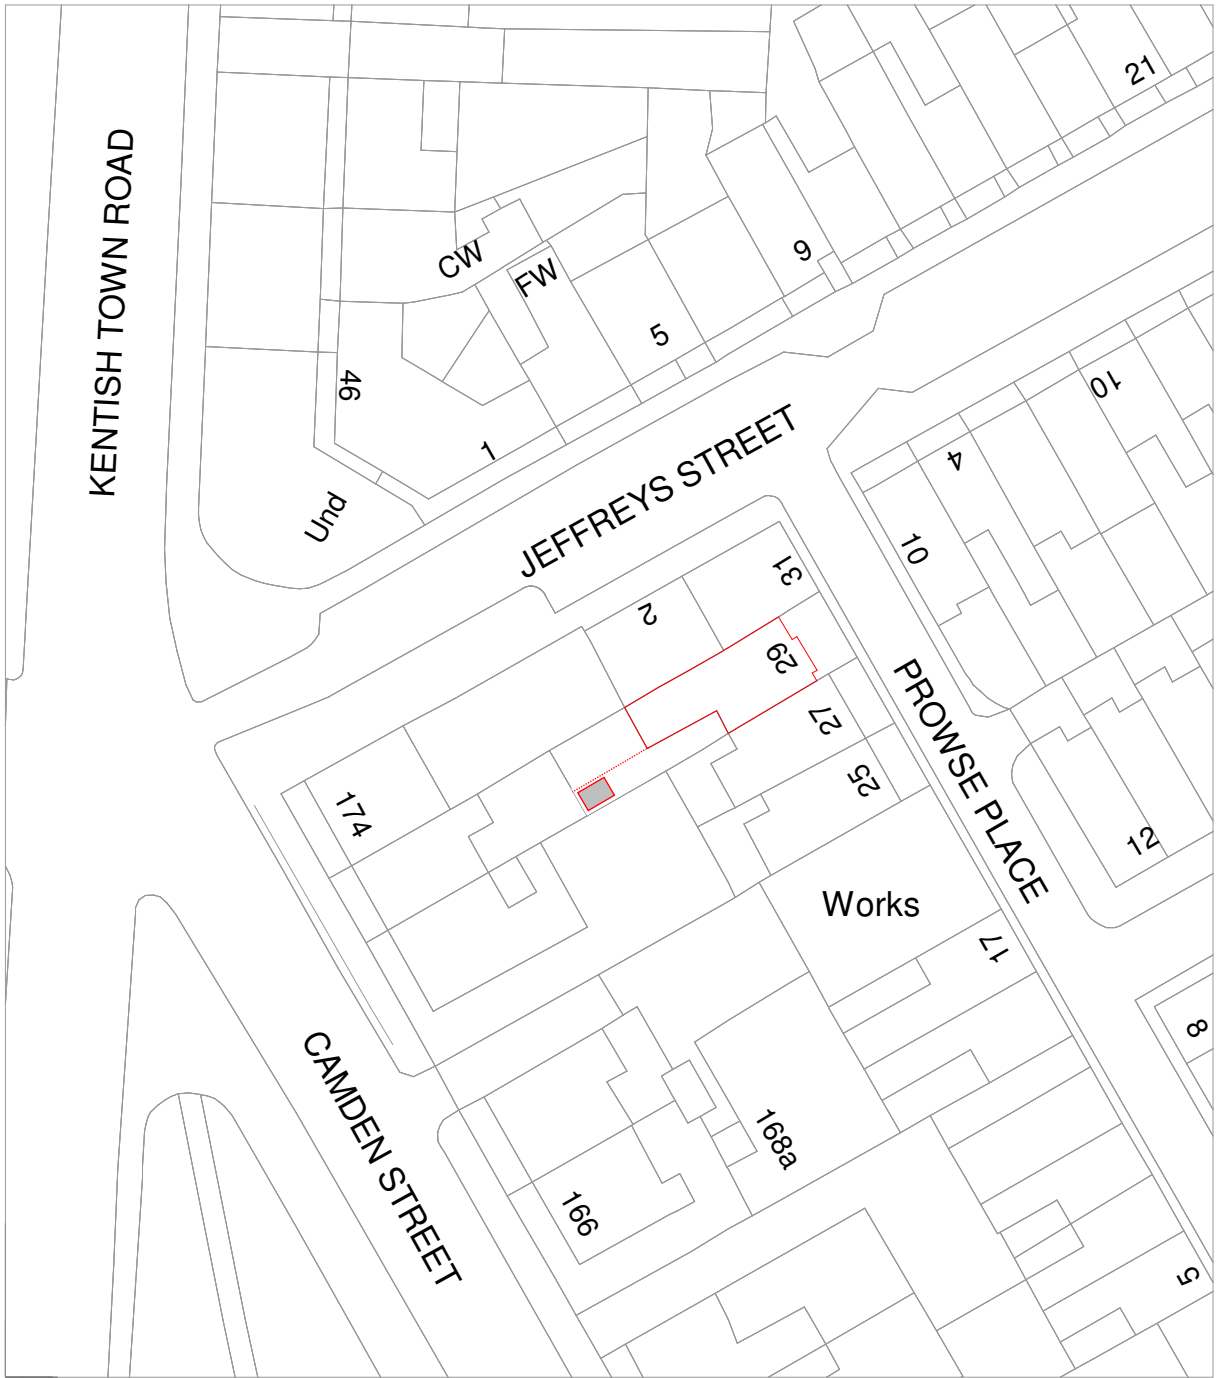 21
KENTISH TOWN ROAD
9
CW
FW
5
46
10
1
4
JEFFREYS STREET
Und
10
31
2
29
27
PROWSE PLACE
25
174
12
Works
17
8
CAMDEN STREET
168a
166
5